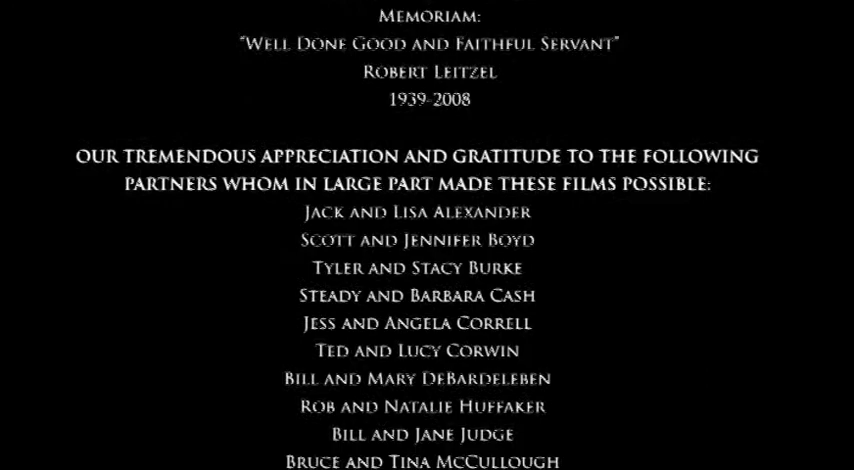 MEMORIAM:
"WELL DONE GOOD AND FAITHFUL SERVANT"
ROBERT LEITZEL
1939-2008
OUR TREMENDOUS APPRECIATION AND GRATITUDE TO THE FOLLOWING
PARTNERS WHOM IN LARGE PART MADE THESE FILMS POSSIBLE:
JACK AND LISA ALEXANDER
SCOTT AND JENNIFER BOYD
TYLER AND STACY BURKE
STEADY AND BARBARA CASH
JESS AND ANGELA CORRELL
TED AND LUCY CORWIN
BILL AND MARY DEBARDELEBEN
ROB AND NATALIE HUFFAKER
BILL AND JANE JUDGE
BRUCE AND TINA MCCULLOUGH